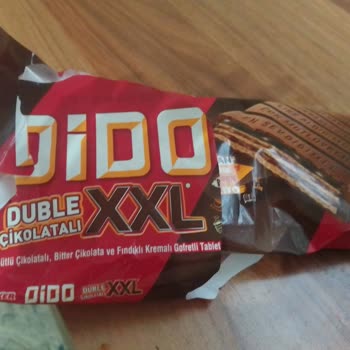 DiDO
DUBLE
ÇİKOLATALI
XXL
ütlü Çikolatalı, Bitter Çikolata ve Fındıklı Kremalı Gofretli Tablet
DiDO DUBLE XXL